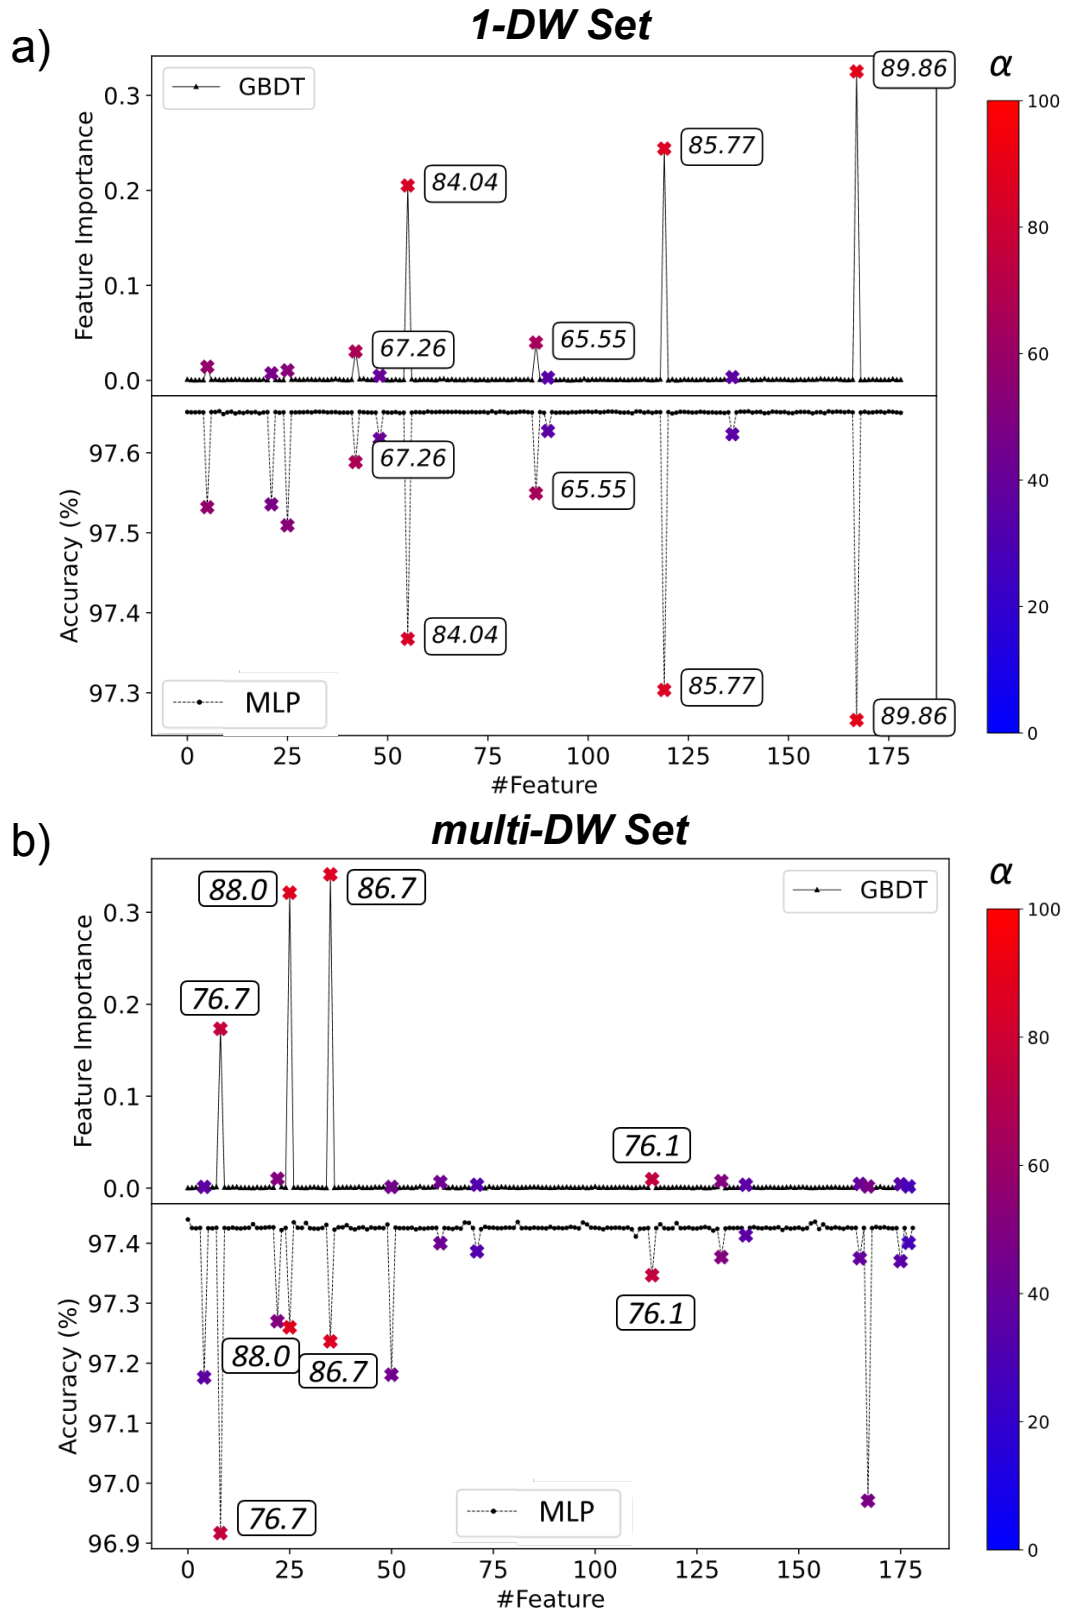 a)
1-DW Set
GBDT
Feature Importance
0.3
0.2
0.1
0.0
67.26
84.04
65.55
85.77
89.86
α
100
80
60
40
20
0
Accuracy (%)
97.6
97.5
97.4
97.3
67.26
84.04
65.55
85.77
89.86
MLP
0 25 50 75 100 125 150 175
#Feature
b)
multi-DW Set
GBDT
Feature Importance
0.3
0.2
0.1
0.0
76.7
88.0
86.7
76.1
α
100
80
60
40
20
0
Accuracy (%)
97.4
97.3
97.2
97.1
97.0
96.9
88.0
86.7
76.1
76.7
MLP
0 25 50 75 100 125 150 175
#Feature